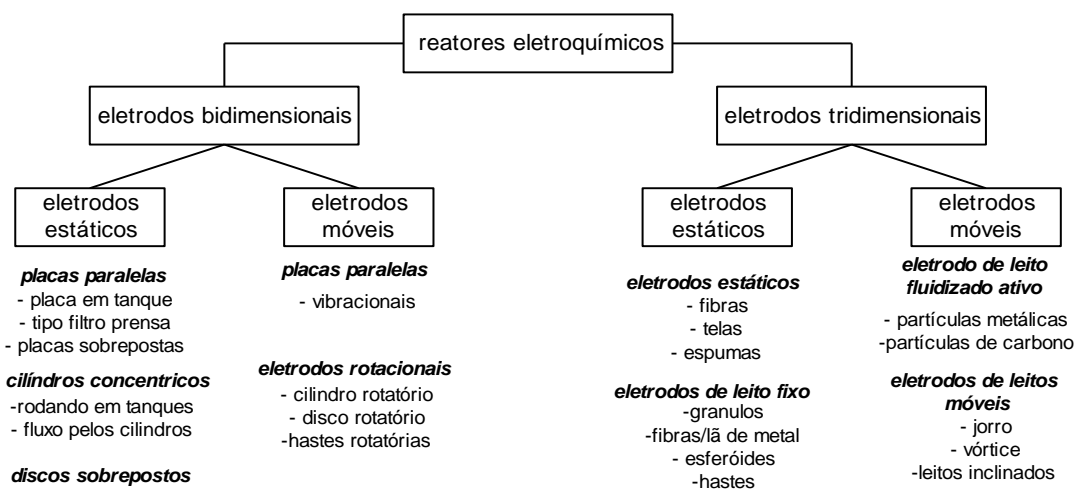 reatores eletroquímicos
eletrodos bidimensionais
eletrodos tridimensionais
eletrodos
estáticos
eletrodos
móveis
eletrodos
estáticos
eletrodos
móveis
placas paralelas
- placa em tanque
- tipo filtro prensa
- placas sobrepostas
cilíndros concentricos
-rodando em tanques
- fluxo pelos cilindros
discos sobrepostos
placas paralelas
- vibracionais
eletrodos rotacionais
- cilindro rotatório
- disco rotatório
-hastes rotatórias
eletrodos estáticos
- fibras
- telas
- espumas
eletrodos de leito fixo
-granulos
-fibras/lã de metal
- esferóides
-hastes
eletrodo de leito
fluidizado ativo
- partículas metálicas
-partículas de carbono
eletrodos de leitos
móveis
- jorro
- vórtice
-leitos inclinados